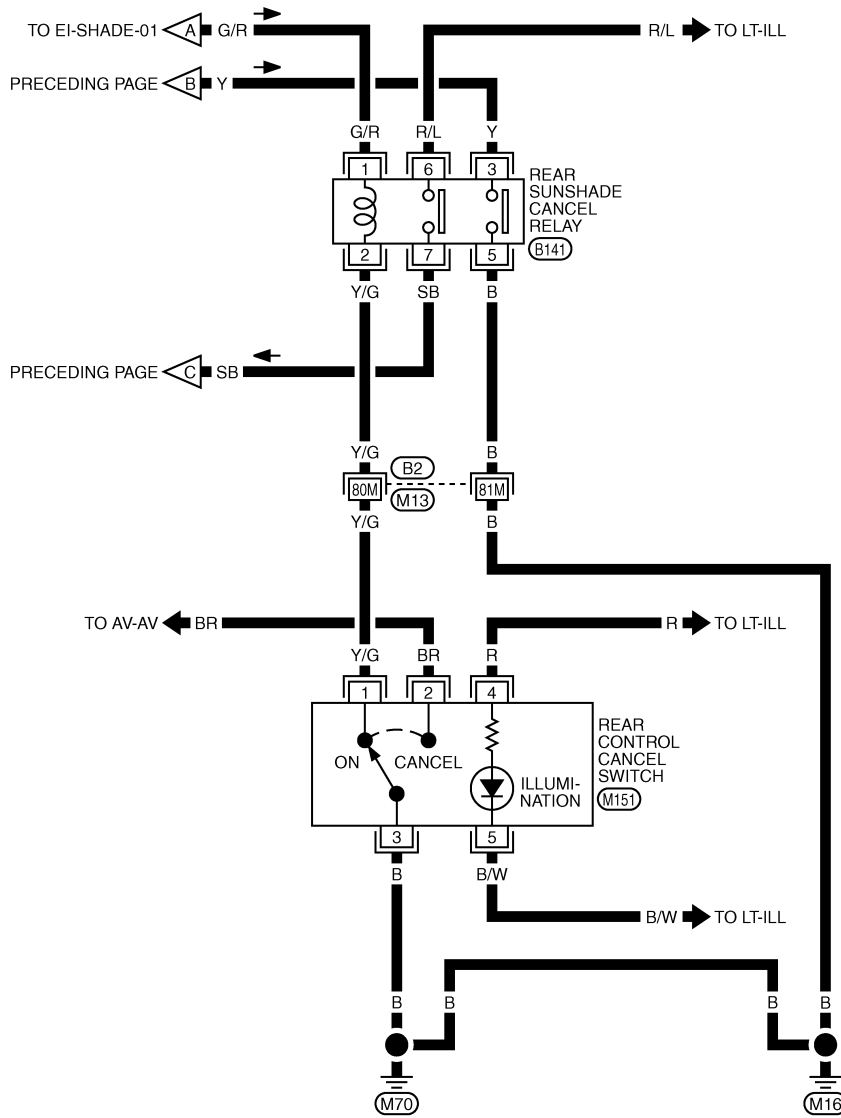 TO EI-SHADE-01 A G/R R/L TO LT-ILL
PRECEDING PAGE B Y
G/R R/L Y
1 6 3
REAR
SUNSHADE
CANCEL
RELAY
B141
2 7 5
Y/G SB B
PRECEDING PAGE C SB
Y/G B
B2
80M 81M
M13
Y/G B
TO AV-AV BR R TO LT-ILL
Y/G BR R
1 2 4
REAR
CONTROL
CANCEL
SWITCH
M151
ON CANCEL
ILLUMI-
NATION
3 5
B B/W
B/W TO LT-ILL
B B B B
M70 M16